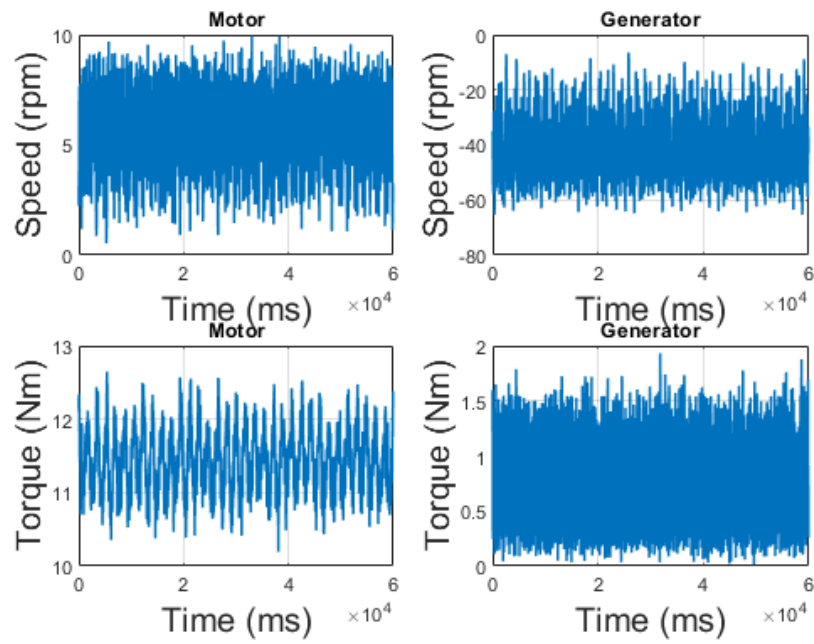 Motor
Speed (rpm)
10
5
0
0 2 4 6
×10^4
Time (ms)
Generator
Speed (rpm)
0
-20
-40
-60
-80
0 2 4 6
×10^4
Time (ms)
Motor
Torque (Nm)
13
12
11
10
0 2 4 6
×10^4
Time (ms)
Generator
Torque (Nm)
2
1.5
1
0.5
0
0 2 4 6
×10^4
Time (ms)